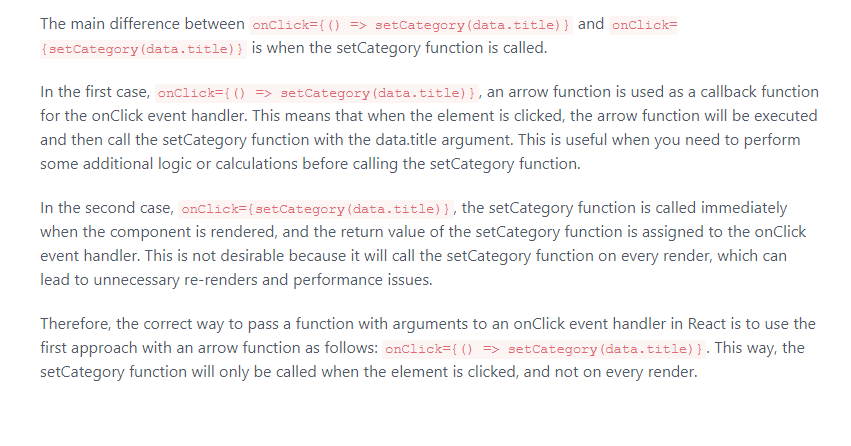 The main difference between onClick={() => setCategory(data.title)} and onClick=
{setCategory(data.title)} is when the setCategory function is called.
In the first case, onClick={() => setCategory(data.title)}, an arrow function is used as a callback function
for the onClick event handler. This means that when the element is clicked, the arrow function will be executed
and then call the setCategory function with the data.title argument. This is useful when you need to perform
some additional logic or calculations before calling the setCategory function.
In the second case, onClick={setCategory(data.title)}, the setCategory function is called immediately
when the component is rendered, and the return value of the setCategory function is assigned to the onClick
event handler. This is not desirable because it will call the setCategory function on every render, which can
lead to unnecessary re-renders and performance issues.
Therefore, the correct way to pass a function with arguments to an onClick event handler in React is to use the
first approach with an arrow function as follows: onClick={() => setCategory(data.title)}. This way, the
setCategory function will only be called when the element is clicked, and not on every render.